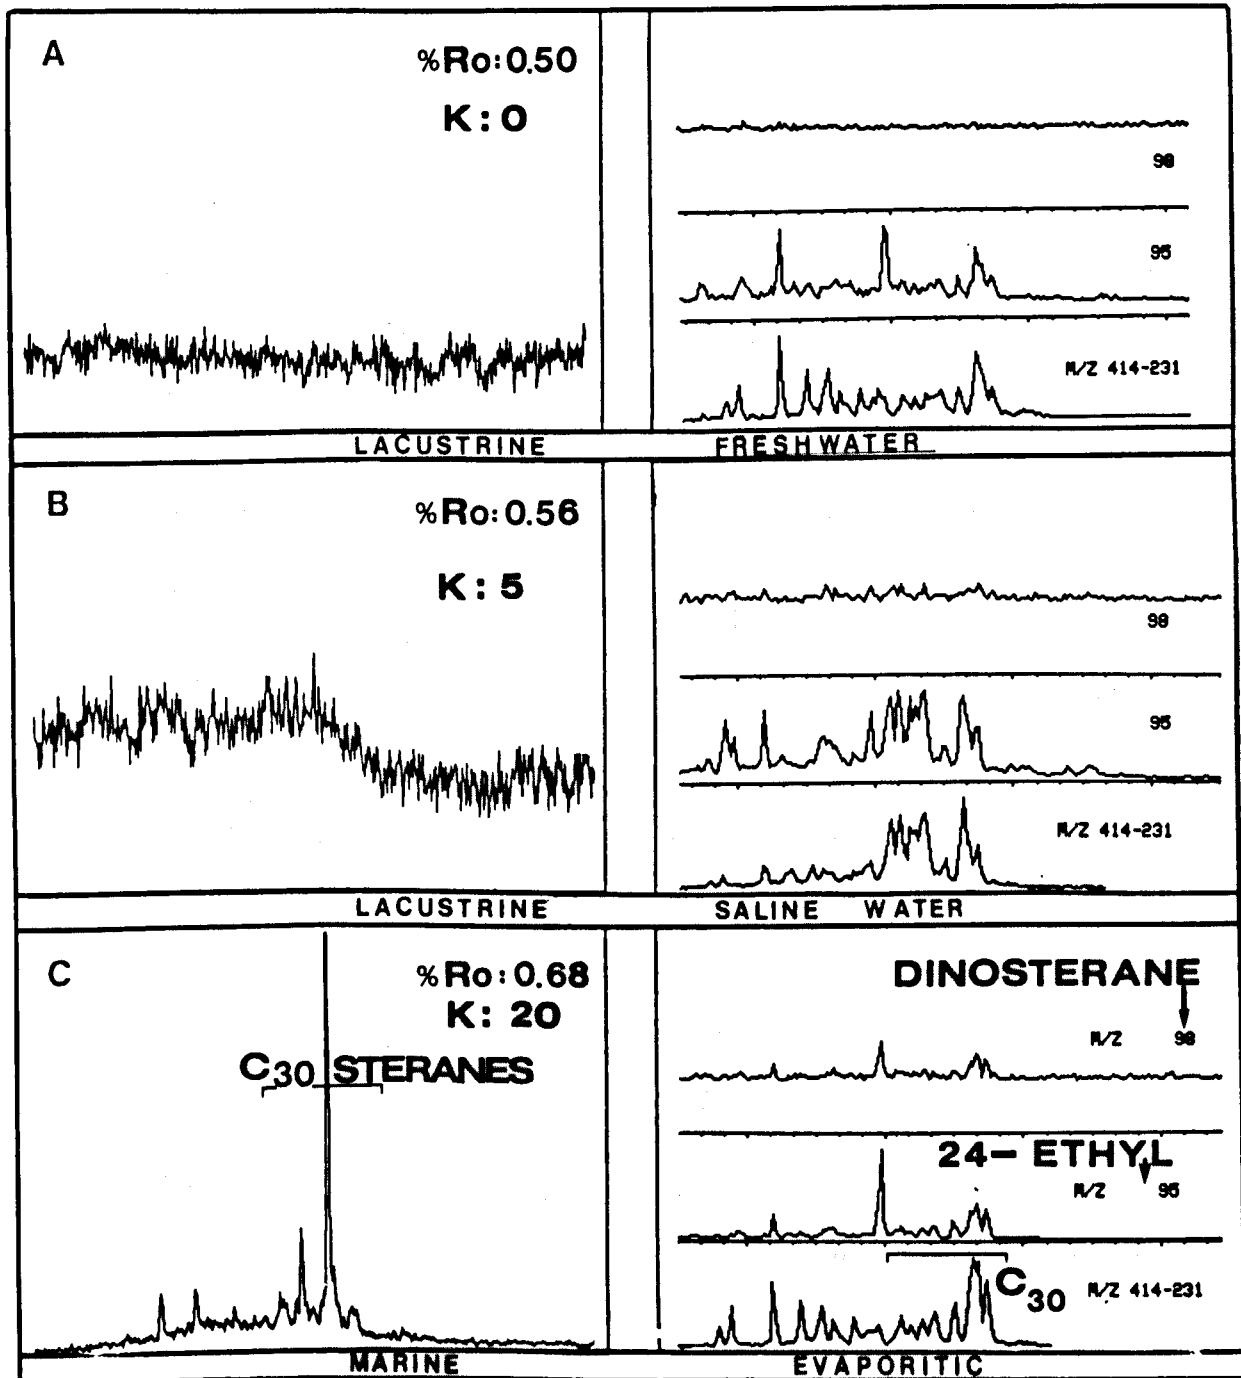 A
%Ro:0.50
K:0
98
95
M/Z 414-231
LACUSTRINE FRESHWATER
B
%Ro:0.56
K:5
98
95
M/Z 414-231
LACUSTRINE SALINE WATER
C
%Ro:0.68
K: 20
C30 STERANES
DINOSTERANE
M/Z 98
24- ETHYL
M/Z 95
C30 M/Z 414-231
MARINE EVAPORITIC